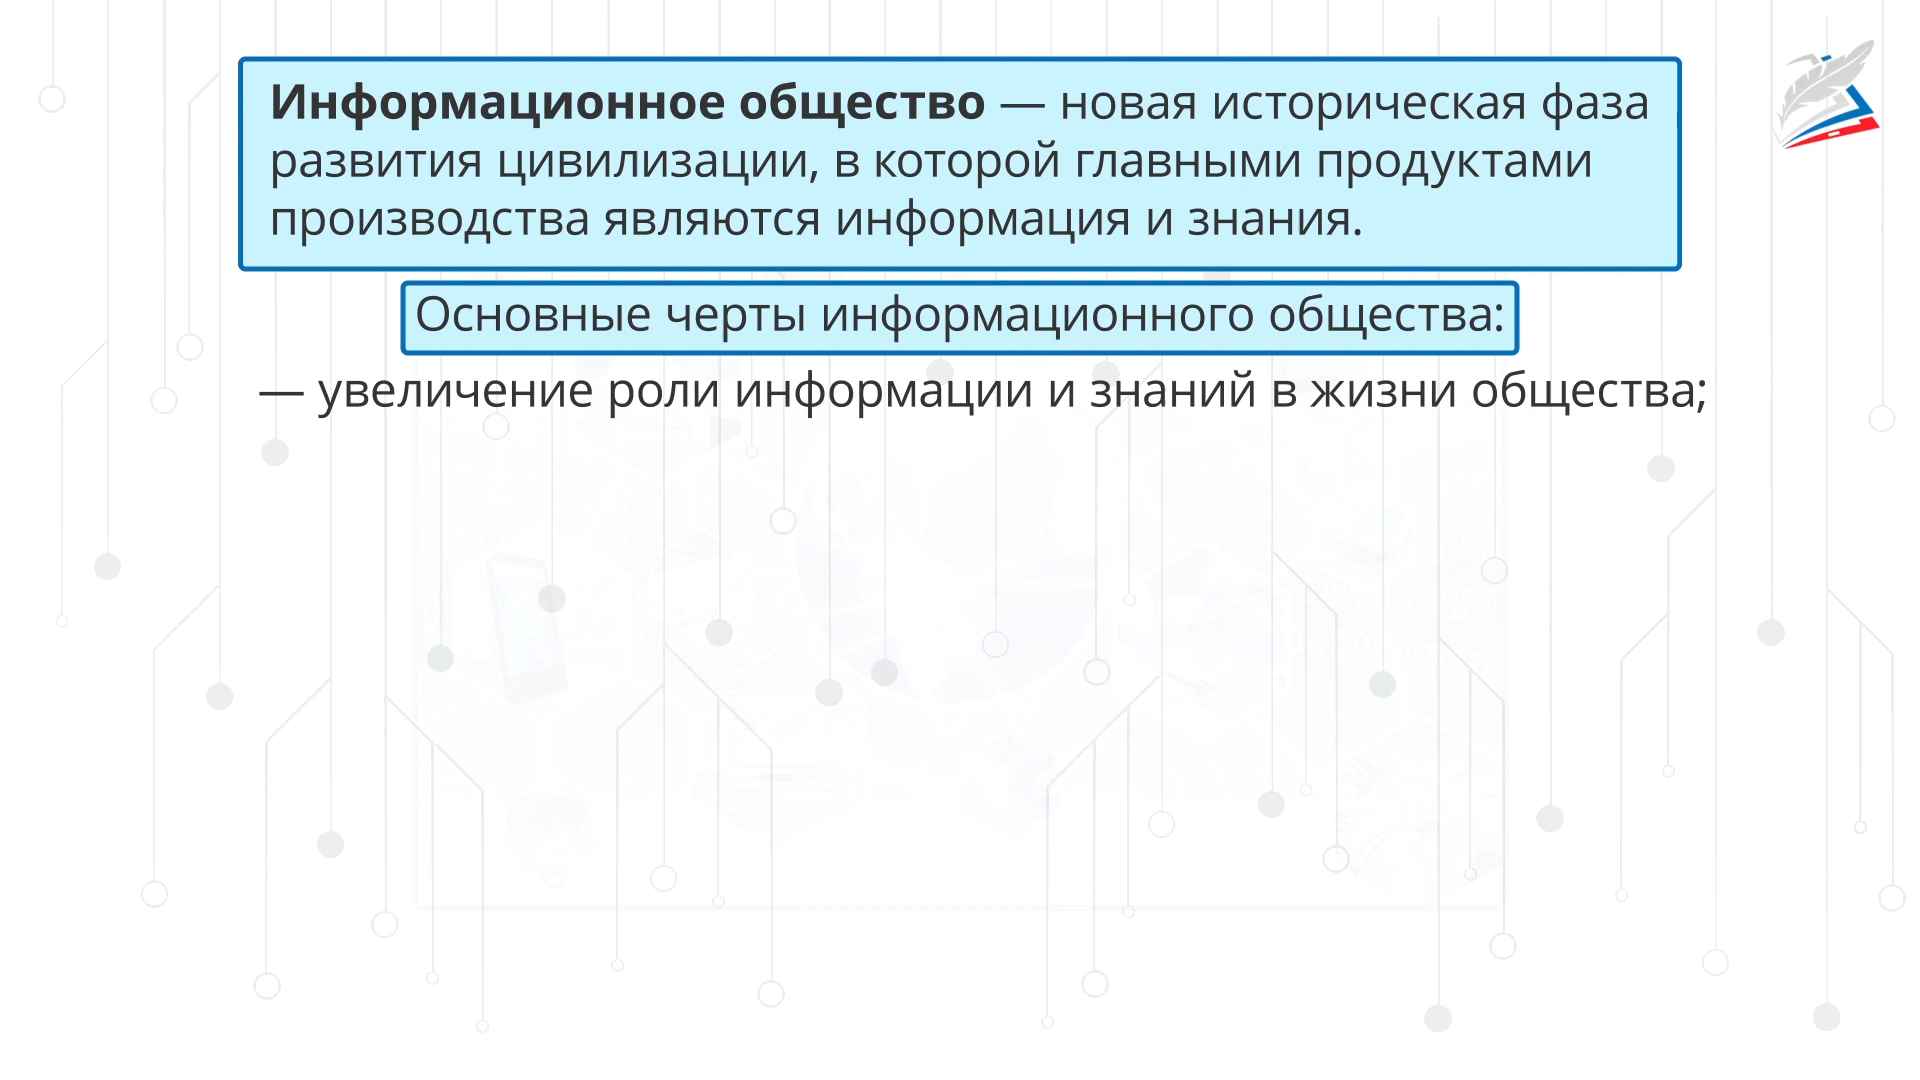 Информационное общество — новая историческая фаза
развития цивилизации, в которой главными продуктами
производства являются информация и знания.
Основные черты информационного общества:
— увеличение роли информации и знаний в жизни общества;